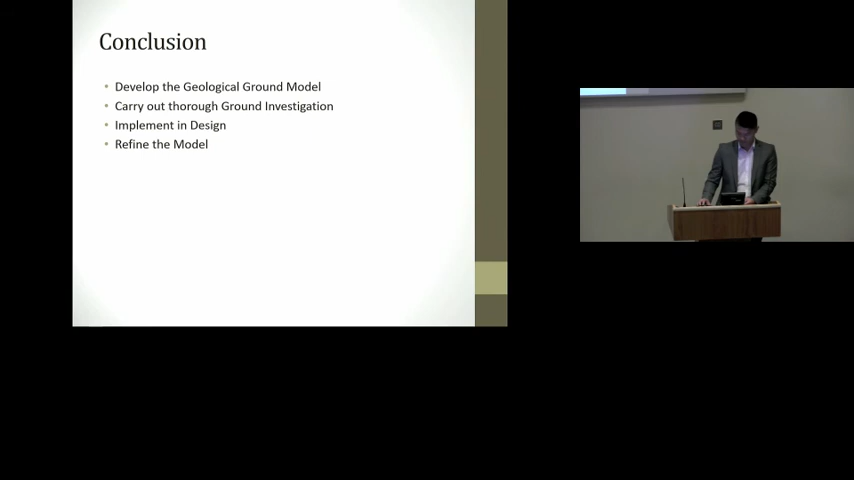 Conclusion
• Develop the Geological Ground Model
• Carry out thorough Ground Investigation
• Implement in Design
• Refine the Model